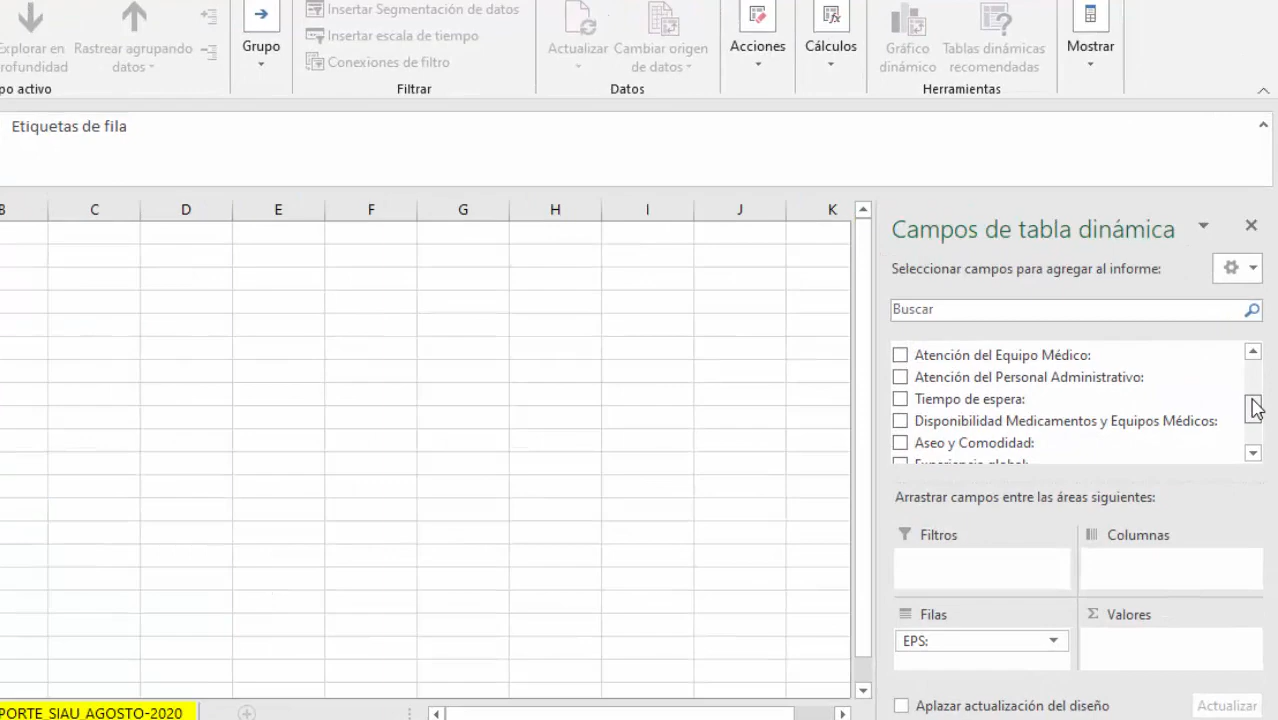 Explorar en
rofundidad
Rastrear agrupando
datos
po activo
Grupo
Insertar Segmentación de datos
Insertar escala de tiempo
Conexiones de filtro
Filtrar
Actualizar
Cambiar origen
de datos
Datos
Acciones
Cálculos
Gráfico
dinámico
Tablas dinámicas
recomendadas
Herramientas
Mostrar
Etiquetas de fila
B C D E F G H I J K
Campos de tabla dinámica
Seleccionar campos para agregar al informe:
Buscar
Atención del Equipo Médico:
Atención del Personal Administrativo:
Tiempo de espera:
Disponibilidad Medicamentos y Equipos Médicos:
Aseo y Comodidad:
Experiencia global:
Arrastrar campos entre las áreas siguientes:
Filtros
Columnas
Filas
Σ Valores
EPS:
Aplazar actualización del diseño
Actualizar
PORTE_SIAU_AGOSTO-2020